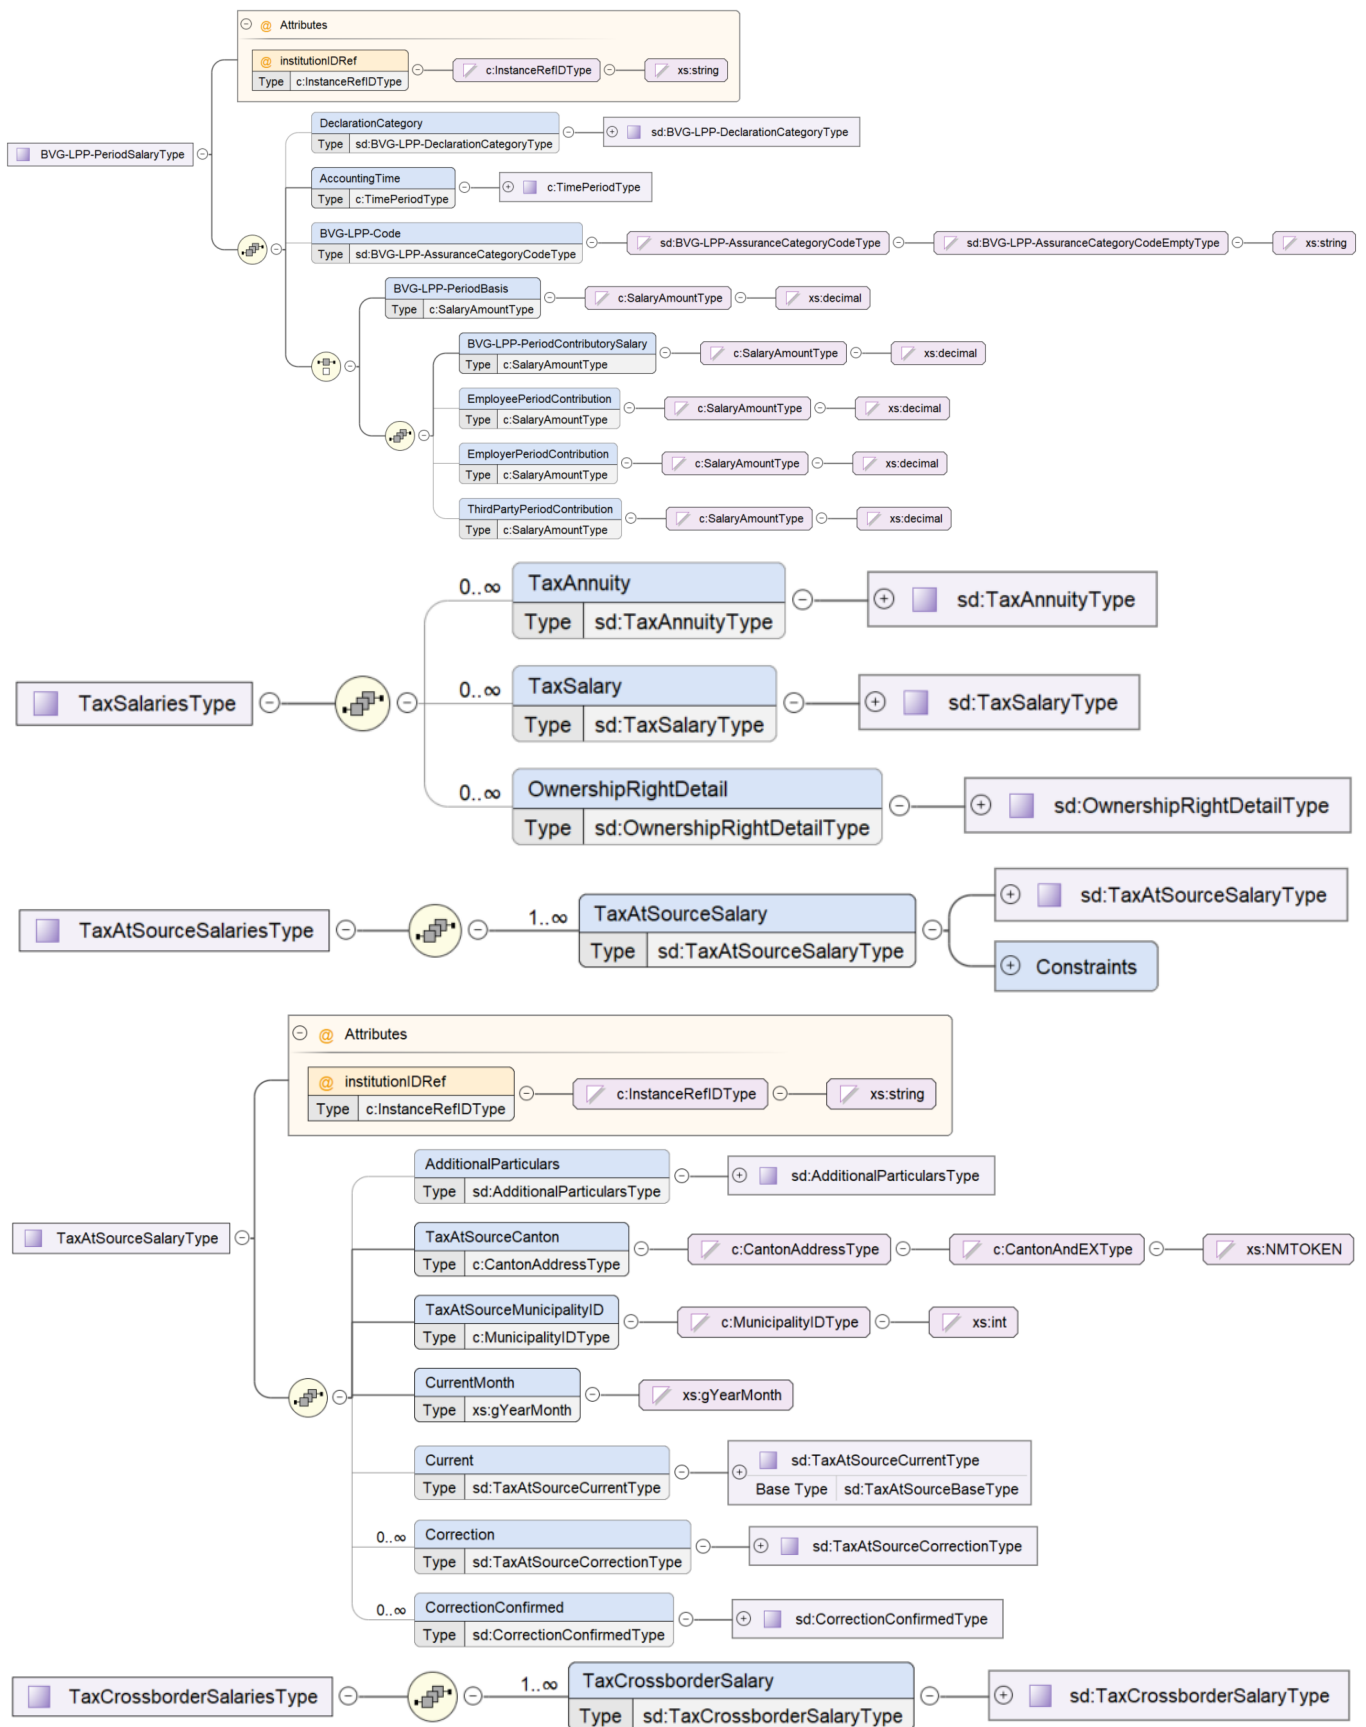 @ Attributes
@ institutionIDRef
Type c:InstanceRefIDType
c:InstanceRefIDType
xs:string
BVG-LPP-PeriodSalaryType
DeclarationCategory
Type sd:BVG-LPP-DeclarationCategoryType
sd:BVG-LPP-DeclarationCategoryType
AccountingTime
Type c:TimePeriodType
c:TimePeriodType
BVG-LPP-Code
Type sd:BVG-LPP-AssuranceCategoryCodeType
sd:BVG-LPP-AssuranceCategoryCodeType
sd:BVG-LPP-AssuranceCategoryCodeEmptyType
xs:string
BVG-LPP-PeriodBasis
Type c:SalaryAmountType
c:SalaryAmountType
xs:decimal
BVG-LPP-PeriodContributorySalary
Type c:SalaryAmountType
c:SalaryAmountType
xs:decimal
EmployeePeriodContribution
Type c:SalaryAmountType
c:SalaryAmountType
xs:decimal
EmployerPeriodContribution
Type c:SalaryAmountType
c:SalaryAmountType
xs:decimal
ThirdPartyPeriodContribution
Type c:SalaryAmountType
c:SalaryAmountType
xs:decimal
TaxSalariesType
0..∞
TaxAnnuity
Type sd:TaxAnnuityType
sd:TaxAnnuityType
0..∞
TaxSalary
Type sd:TaxSalaryType
sd:TaxSalaryType
0..∞
OwnershipRightDetail
Type sd:OwnershipRightDetailType
sd:OwnershipRightDetailType
TaxAtSourceSalariesType
1..∞
TaxAtSourceSalary
Type sd:TaxAtSourceSalaryType
sd:TaxAtSourceSalaryType
Constraints
@ Attributes
@ institutionIDRef
Type c:InstanceRefIDType
c:InstanceRefIDType
xs:string
TaxAtSourceSalaryType
AdditionalParticulars
Type sd:AdditionalParticularsType
sd:AdditionalParticularsType
TaxAtSourceCanton
Type c:CantonAddressType
c:CantonAddressType
c:CantonAndEXType
xs:NMTOKEN
TaxAtSourceMunicipalityID
Type c:MunicipalityIDType
c:MunicipalityIDType
xs:int
CurrentMonth
Type xs:gYearMonth
xs:gYearMonth
Current
Type sd:TaxAtSourceCurrentType
sd:TaxAtSourceCurrentType
Base Type sd:TaxAtSourceBaseType
0..∞
Correction
Type sd:TaxAtSourceCorrectionType
sd:TaxAtSourceCorrectionType
0..∞
CorrectionConfirmed
Type sd:CorrectionConfirmedType
sd:CorrectionConfirmedType
TaxCrossborderSalariesType
1..∞
TaxCrossborderSalary
Type sd:TaxCrossborderSalaryType
sd:TaxCrossborderSalaryType